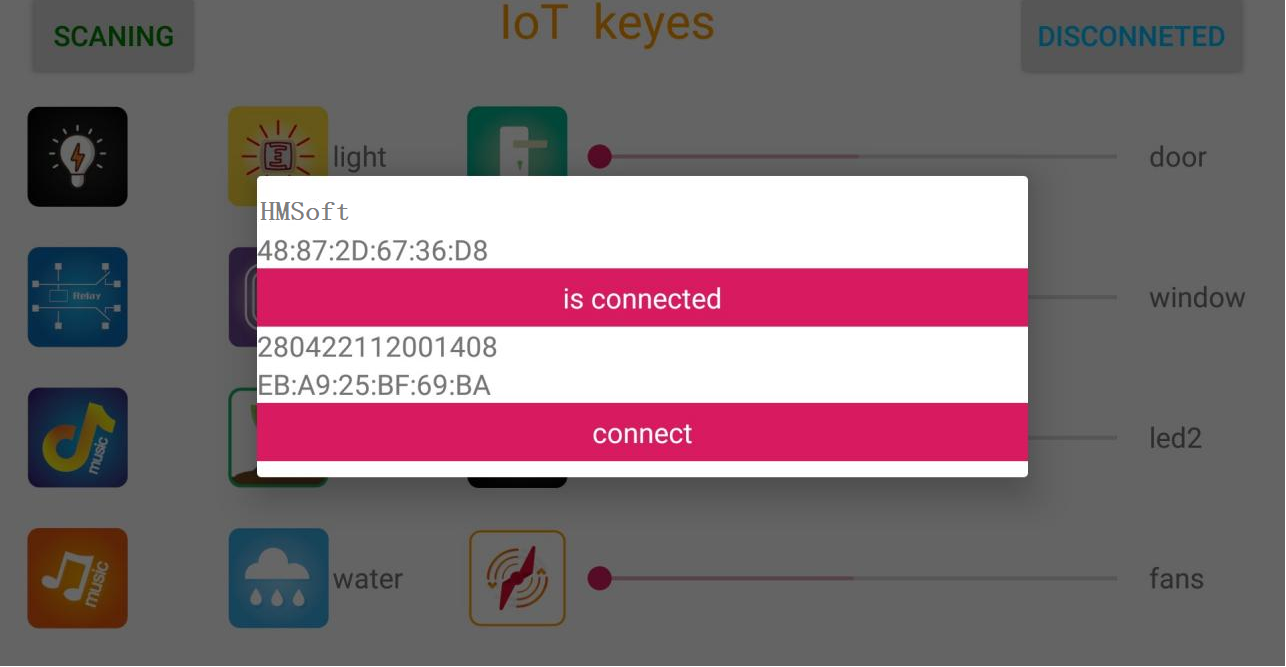 SCANING
IoT keyes
DISCONNETED
light
door
HMSoft
48:87:2D:67:36:D8
is connected
Relay
window
280422112001408
EB:A9:25:BF:69:BA
connect
music
led2
music
water
fans